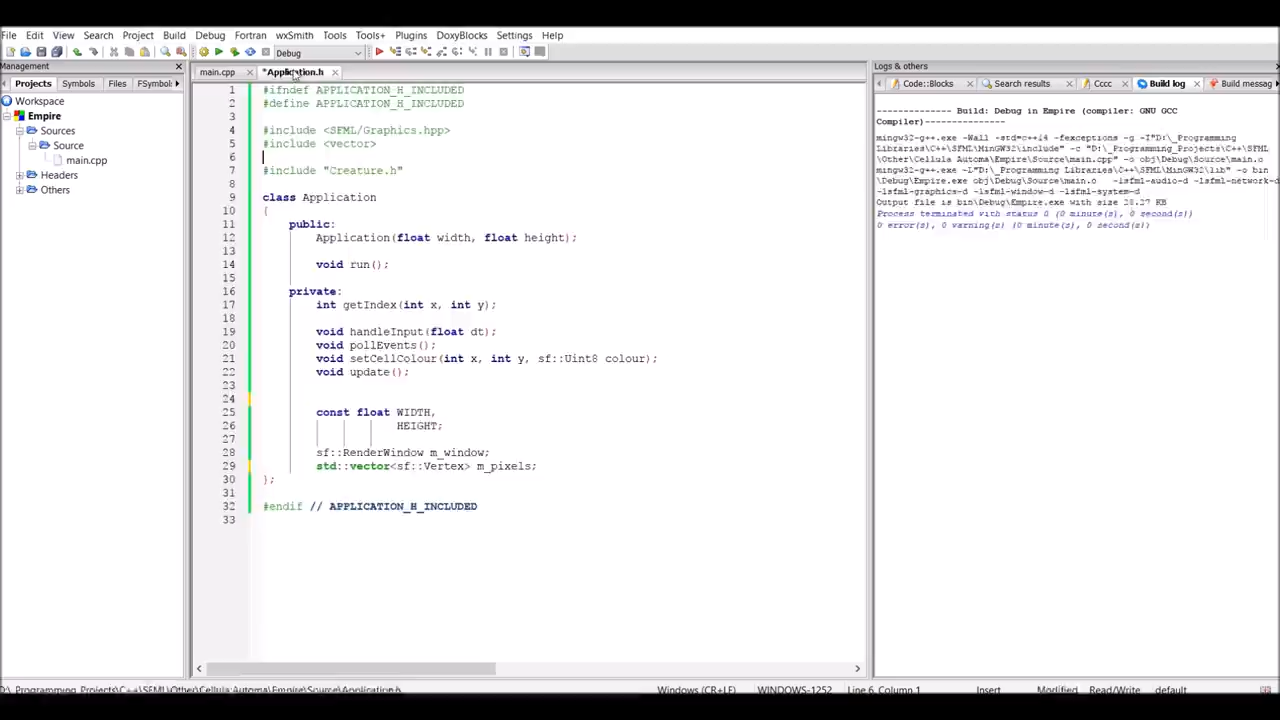 File Edit View Search Project Build Debug Fortran wxSmith Tools Tools+ Plugins DoxyBlocks Settings Help
Debug
Management
Projects Symbols Files FSymbol
Workspace
Empire
Sources
Source
main.cpp
Headers
Others
main.cpp *Application.h
1 #ifndef APPLICATION_H_INCLUDED
2 #define APPLICATION_H_INCLUDED
3
4 #include <SFML/Graphics.hpp>
5 #include <vector>
6
7 #include "Creature.h"
8
9 class Application
10 {
11 public:
12 Application(float width, float height);
13
14 void run();
15
16 private:
17 int getIndex(int x, int y);
18
19 void handleInput(float dt);
20 void pollEvents();
21 void setCellColour(int x, int y, sf::Uint8 colour);
22 void update();
23
24
25 const float WIDTH,
26 HEIGHT;
27
28 sf::RenderWindow m_window;
29 std::vector<sf::Vertex> m_pixels;
30 };
31
32 #endif // APPLICATION_H_INCLUDED
33
Logs & others
Code::Blocks Search results Cccc Build log Build messag
-------------- Build: Debug in Empire (compiler: GNU GCC
Compiler)---------------
mingw32-g++.exe -Wall -std=c++14 -fexceptions -g -I"D:\_Programming
Libraries\C++\SFML\MinGW32\include" -c "D:\_Programming_Projects\C++\SFML
\Other\Cellula Automa\Empire\Source\main.cpp" -o obj\Debug\Source\main.o
mingw32-g++.exe -L"D:\_Programming Libraries\C++\SFML\MinGW32\lib" -o bin
\Debug\Empire.exe obj\Debug\Source\main.o -lsfml-audio-d -lsfml-network-d
-lsfml-graphics-d -lsfml-window-d -lsfml-system-d
Output file is bin\Debug\Empire.exe with size 28.27 KB
Process terminated with status 0 (0 minute(s), 0 second(s))
0 error(s), 0 warning(s) (0 minute(s), 0 second(s))
D:\_Programming_Projects\C++\SFML\Other\Cellula Automa\Empire\Source\Application.h Windows (CR+LF) WINDOWS-1252 Line 6, Column 1 Insert Modified Read/Write default